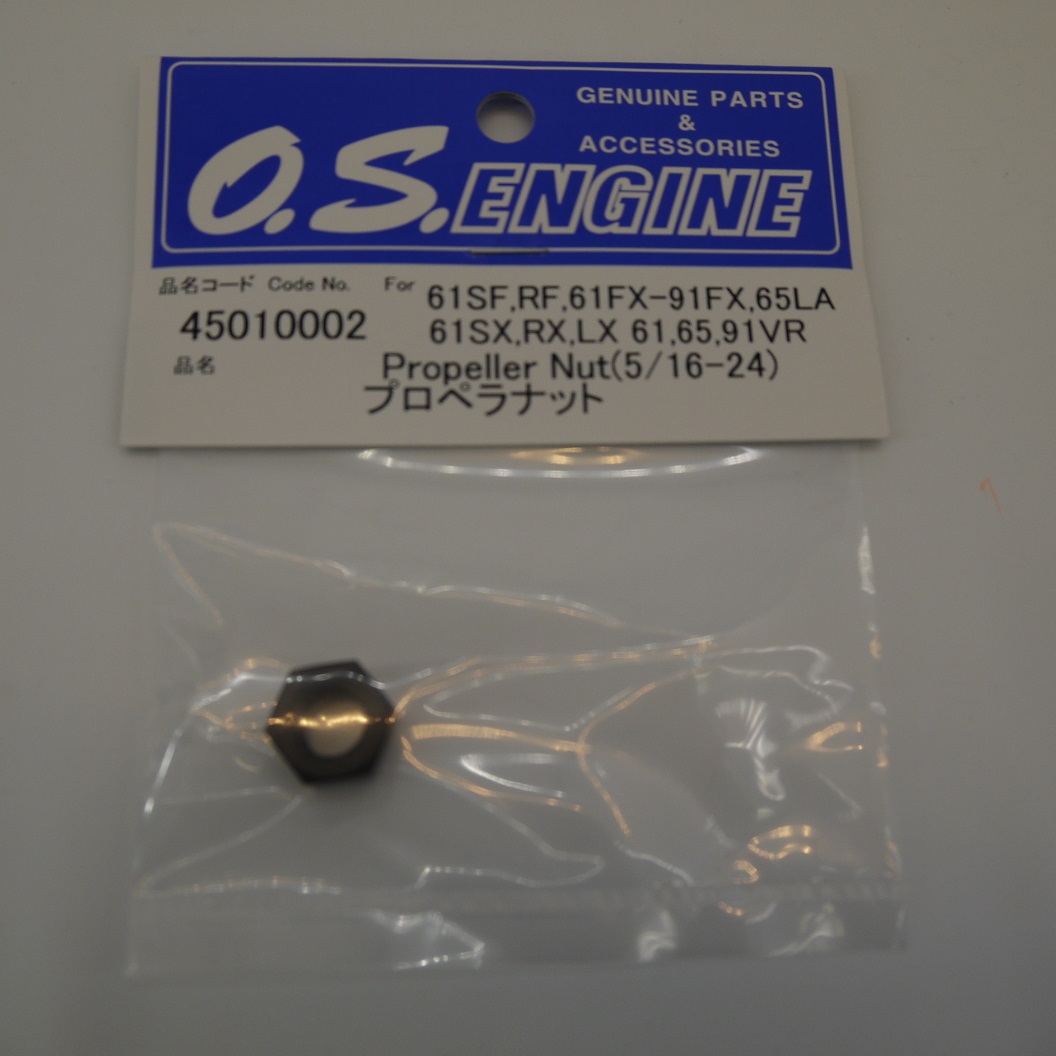 GENUINE PARTS
&
ACCESSORIES
O.S.ENGINE
品名コード Code No. For 61SF,RF,61FX-91FX,65LA
45010002 61SX,RX,LX 61,65,91VR
品名 Propeller Nut(5/16-24)
プロペラナット